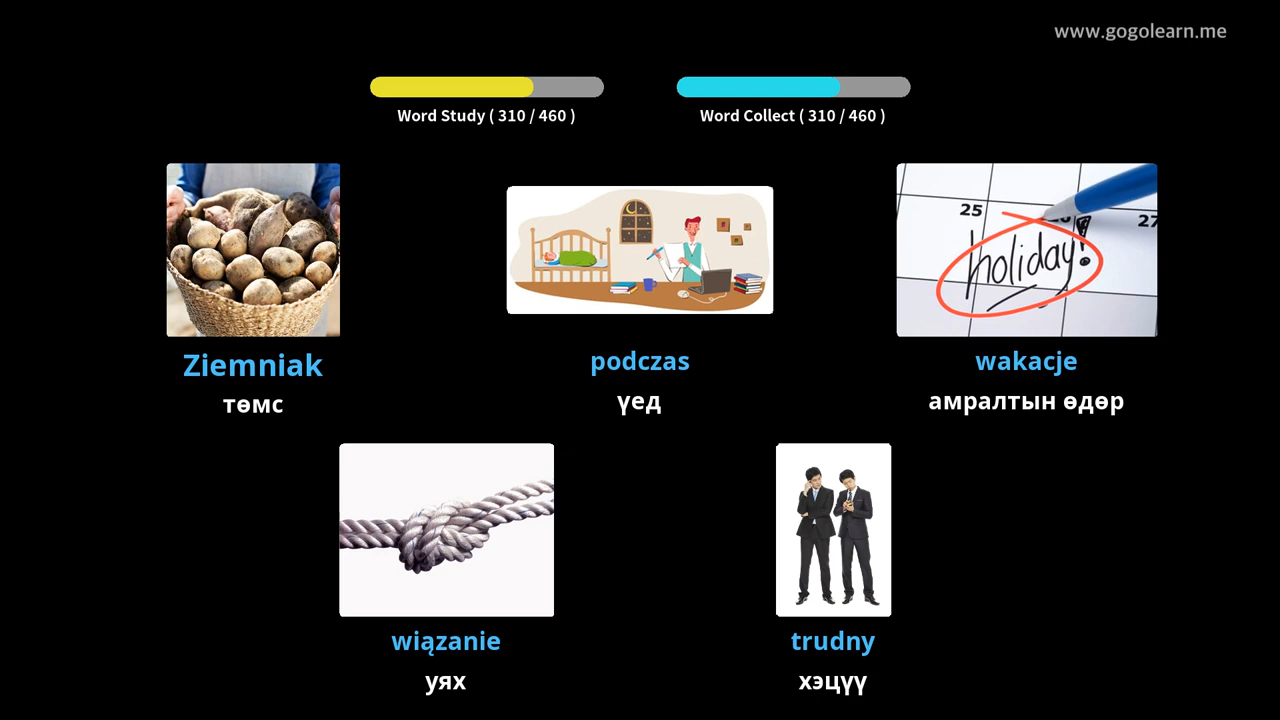 www.gogolearn.me
Word Study ( 310 / 460 )
Word Collect ( 310 / 460 )
25
27
holiday!
Ziemniak
төмс
podczas
үед
wakacje
амралтын өдөр
wiązanie
уях
trudny
хэцүү